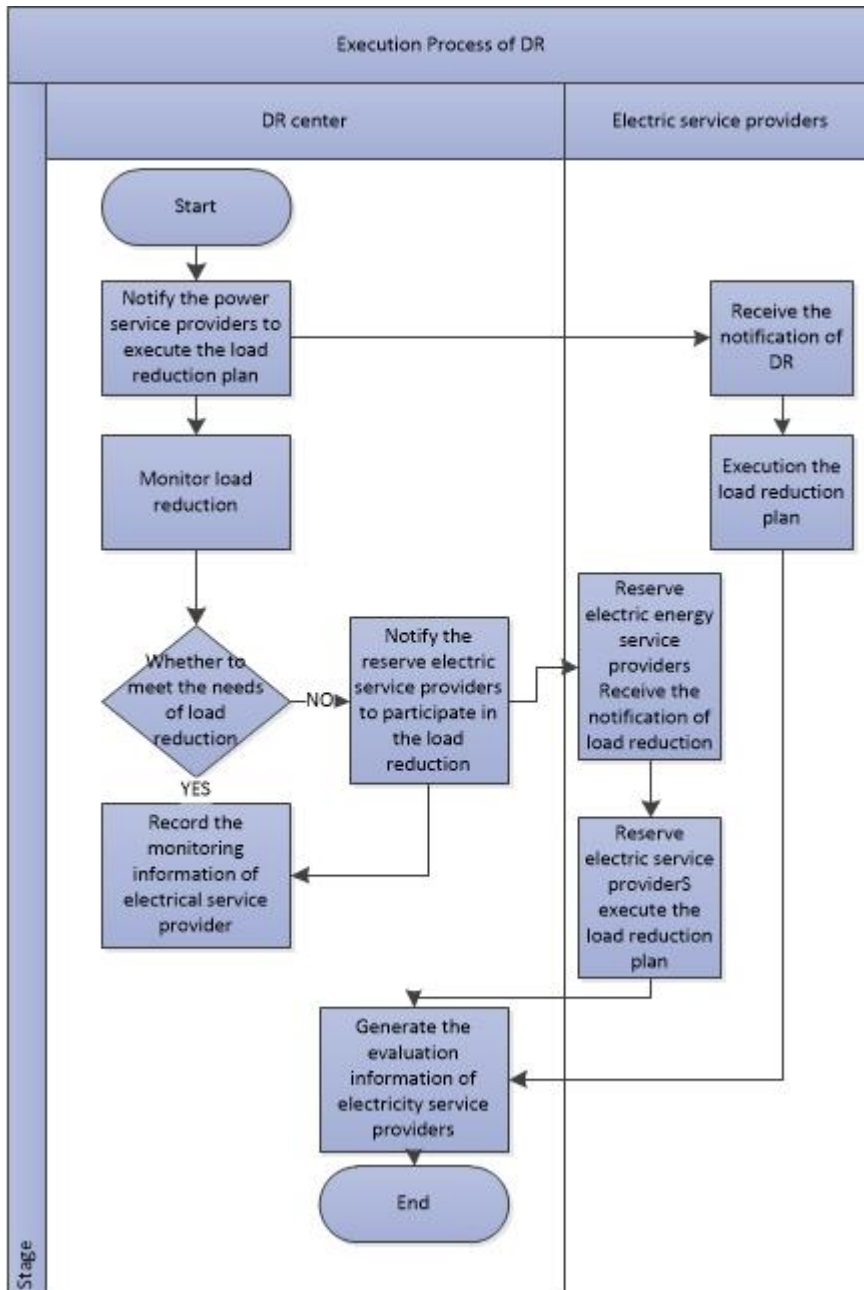 Execution Process of DR
DR center
Electric service providers
Start
Notify the power
service providers to
execute the load
reduction plan
Receive the
notification of
DR
Monitor load
reduction
Execution the
load reduction
plan
Whether to
meet the needs
of load
reduction
NO
Notify the
reserve electric
service providers
to participate in
the load
reduction
Reserve
electric energy
service
providers
Receive the
notification of
load reduction
YES
Record the
monitoring
information of
electrical service
provider
Reserve
electric service
providerS
execute the
load reduction
plan
Generate the
evaluation
information of
electricity service
providers
End
Stage